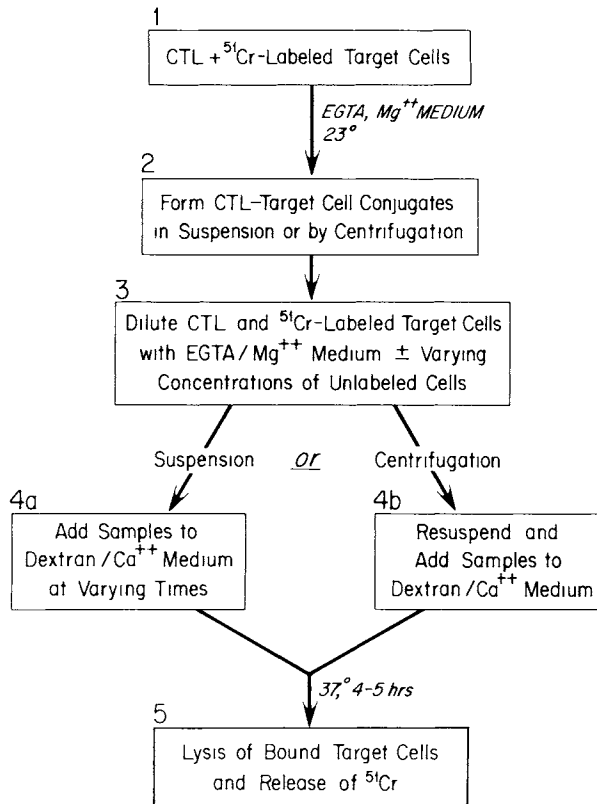 1
CTL + ⁵¹Cr-Labeled Target Cells
EGTA, Mg⁺⁺ MEDIUM
23°
2
Form CTL-Target Cell Conjugates
in Suspension or by Centrifugation
3
Dilute CTL and ⁵¹Cr-Labeled Target Cells
with EGTA/Mg⁺⁺ Medium ± Varying
Concentrations of Unlabeled Cells
Suspension or Centrifugation
4a
Add Samples to
Dextran/Ca⁺⁺ Medium
at Varying Times
4b
Resuspend and
Add Samples to
Dextran/Ca⁺⁺ Medium
37,° 4-5 hrs
5
Lysis of Bound Target Cells
and Release of ⁵¹Cr